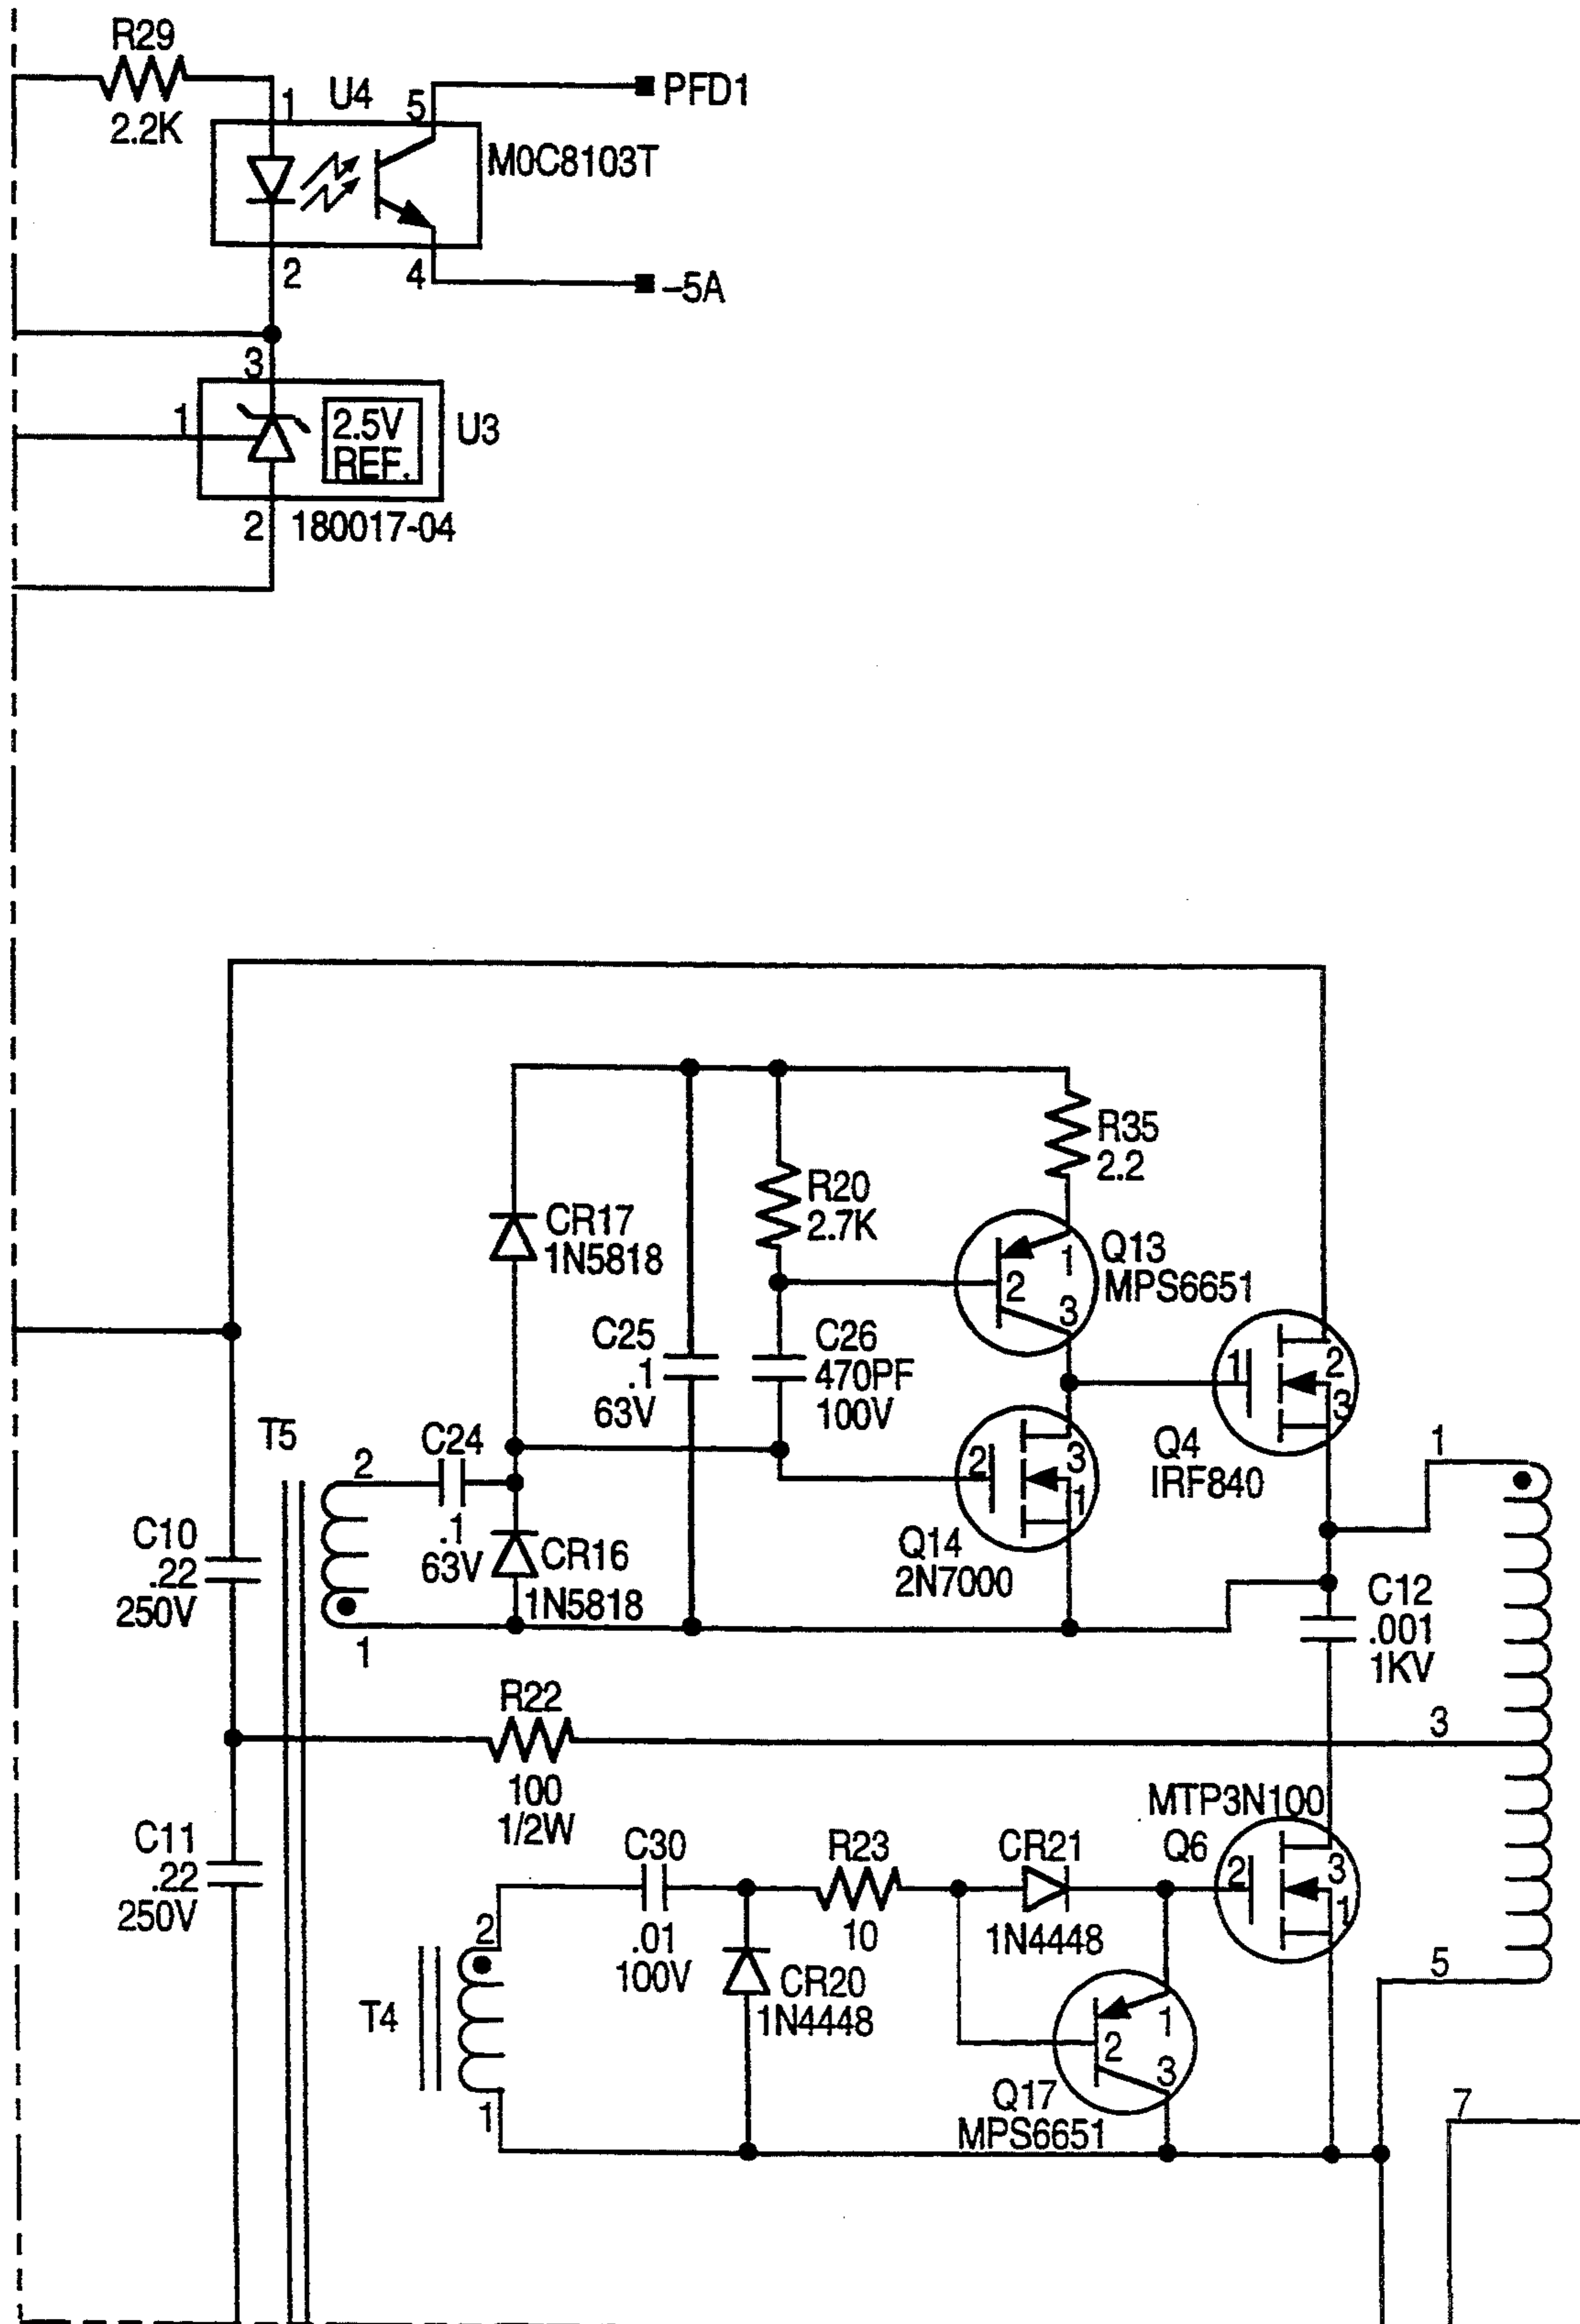 R29
2.2K
1
U4
5
PFD1
M0C8103T
2
4
–5A
3
1
2.5V
REF.
U3
2
180017-04
R35
2.2
R20
2.7K
CR17
1N5818
1
2
3
Q13
MPS6651
C25
.1
63V
C26
470PF
100V
1
2
3
Q4
IRF840
T5
2
C24
.1
63V
CR16
1N5818
2
3
1
Q14
2N7000
1
C10
.22
250V
1
C12
.001
1KV
R22
100
1/2W
3
C11
.22
250V
MTP3N100
C30
.01
100V
R23
10
CR21
1N4448
Q6
2
3
1
2
T4
1
CR20
1N4448
1
2
3
Q17
MPS6651
5
7